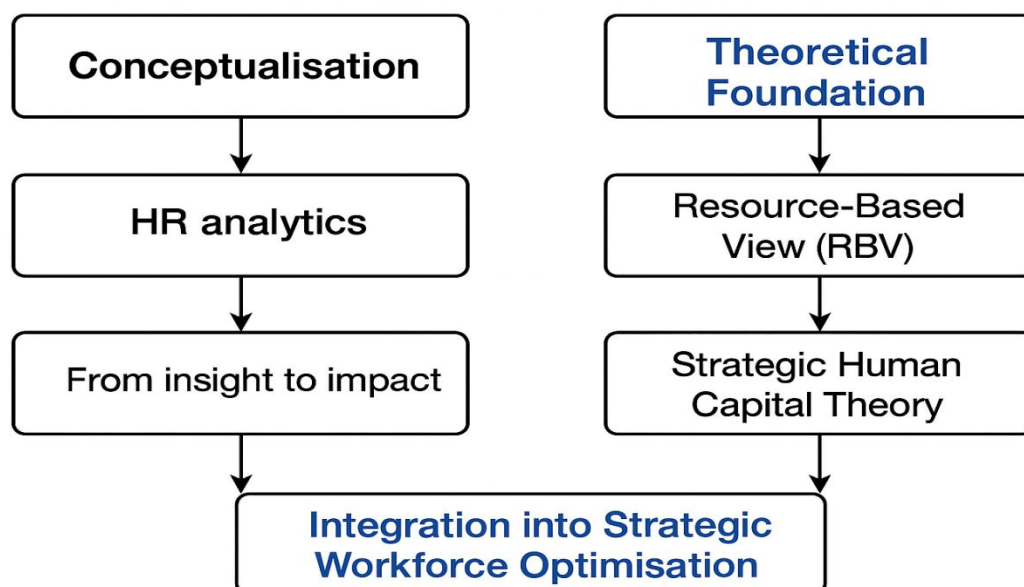 Conceptualisation
HR analytics
From insight to impact
Theoretical
Foundation
Resource-Based
View (RBV)
Strategic Human
Capital Theory
Integration into Strategic
Workforce Optimisation